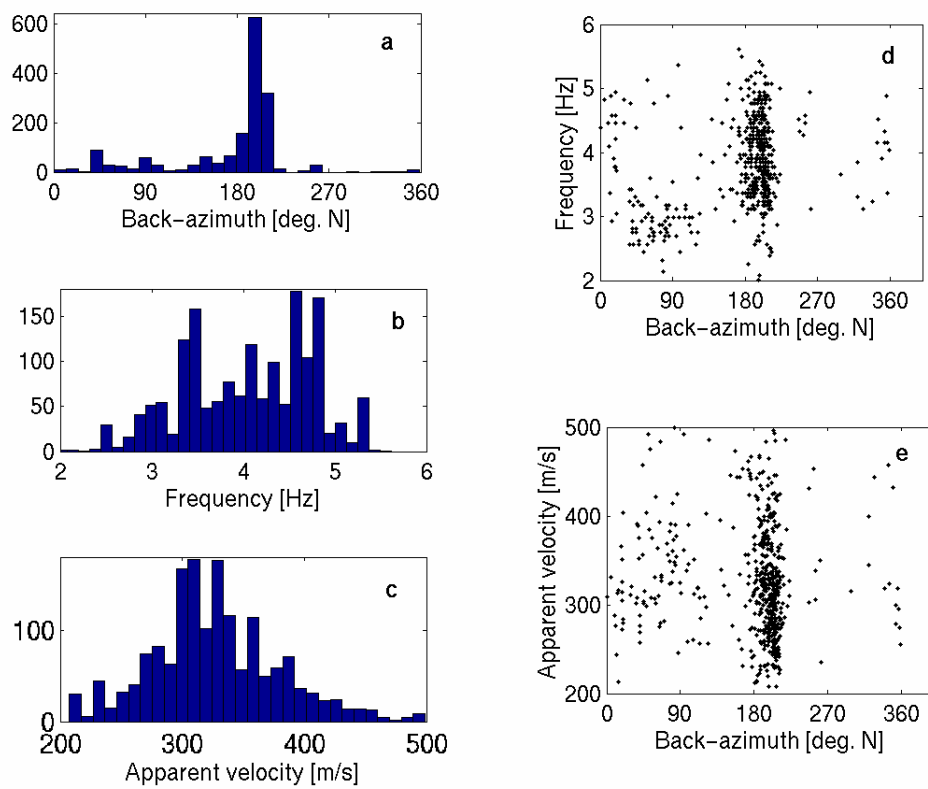 a
600
400
200
0
0 90 180 270 360
Back-azimuth [deg. N]
b
150
100
50
0
2 3 4 5 6
Frequency [Hz]
c
100
0
200 300 400 500
Apparent velocity [m/s]
d
6
5
4
3
2
Frequency [Hz]
0 90 180 270 360
Back-azimuth [deg. N]
e
500
400
300
200
Apparent velocity [m/s]
0 90 180 270 360
Back-azimuth [deg. N]